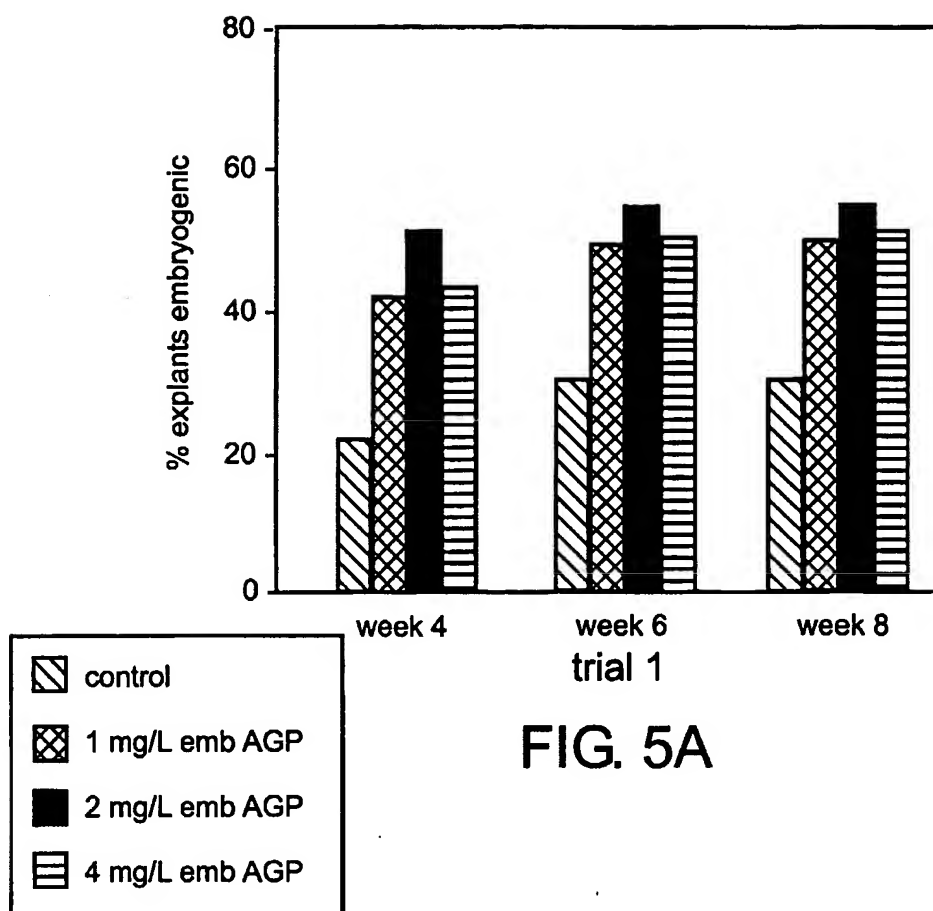 80
60
40
20
0
% explants embryogenic
week 4
week 6
week 8
trial 1
FIG. 5A
control
1 mg/L emb AGP
2 mg/L emb AGP
4 mg/L emb AGP